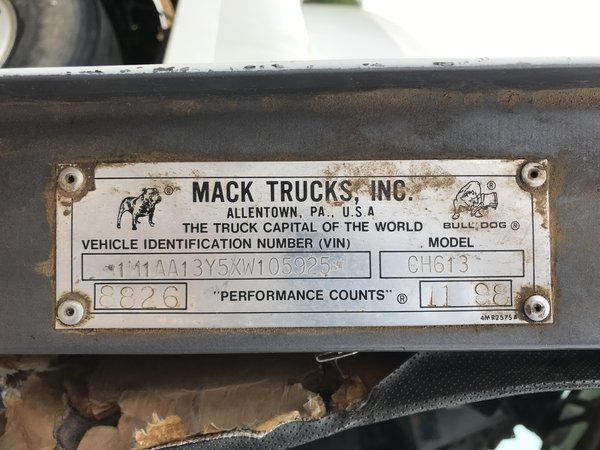 MACK TRUCKS, INC.
ALLENTOWN, PA., U.S.A
THE TRUCK CAPITAL OF THE WORLD
BULL DOG ®
VEHICLE IDENTIFICATION NUMBER (VIN) MODEL
1M1AA13Y5XW105925 CH613
8826 "PERFORMANCE COUNTS" ® 11 98